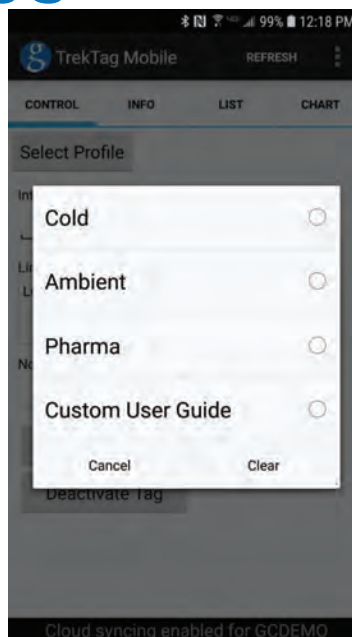 99% 12:18 PM
g TrekTag Mobile REFRESH
CONTROL INFO LIST CHART
Select Profile
Int
Cold
Ambient
Pharma
Custom User Guide
Cancel Clear
Deactivate Tag
Cloud syncing enabled for GCDEMO